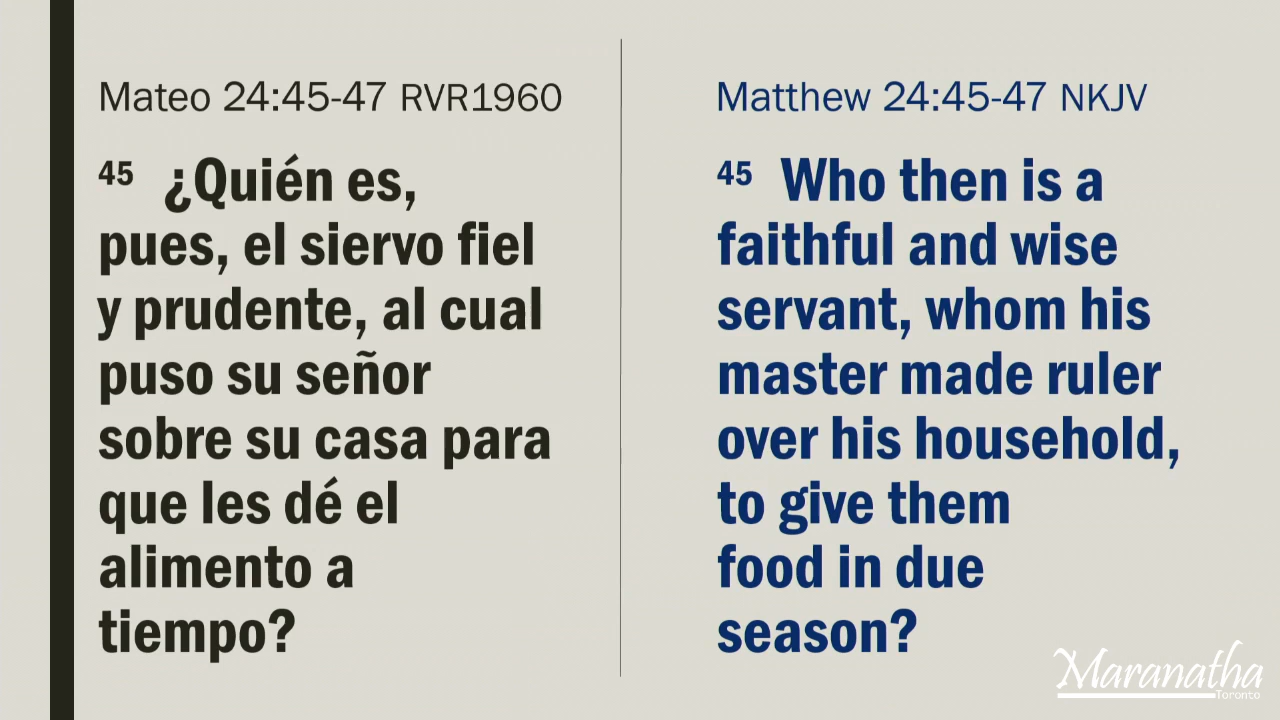 Mateo 24:45-47 RVR1960
45 ¿Quién es,
pues, el siervo fiel
y prudente, al cual
puso su señor
sobre su casa para
que les dé el
alimento a
tiempo?
Matthew 24:45-47 NKJV
45 Who then is a
faithful and wise
servant, whom his
master made ruler
over his household,
to give them
food in due
season?
Maranatha
Toronto